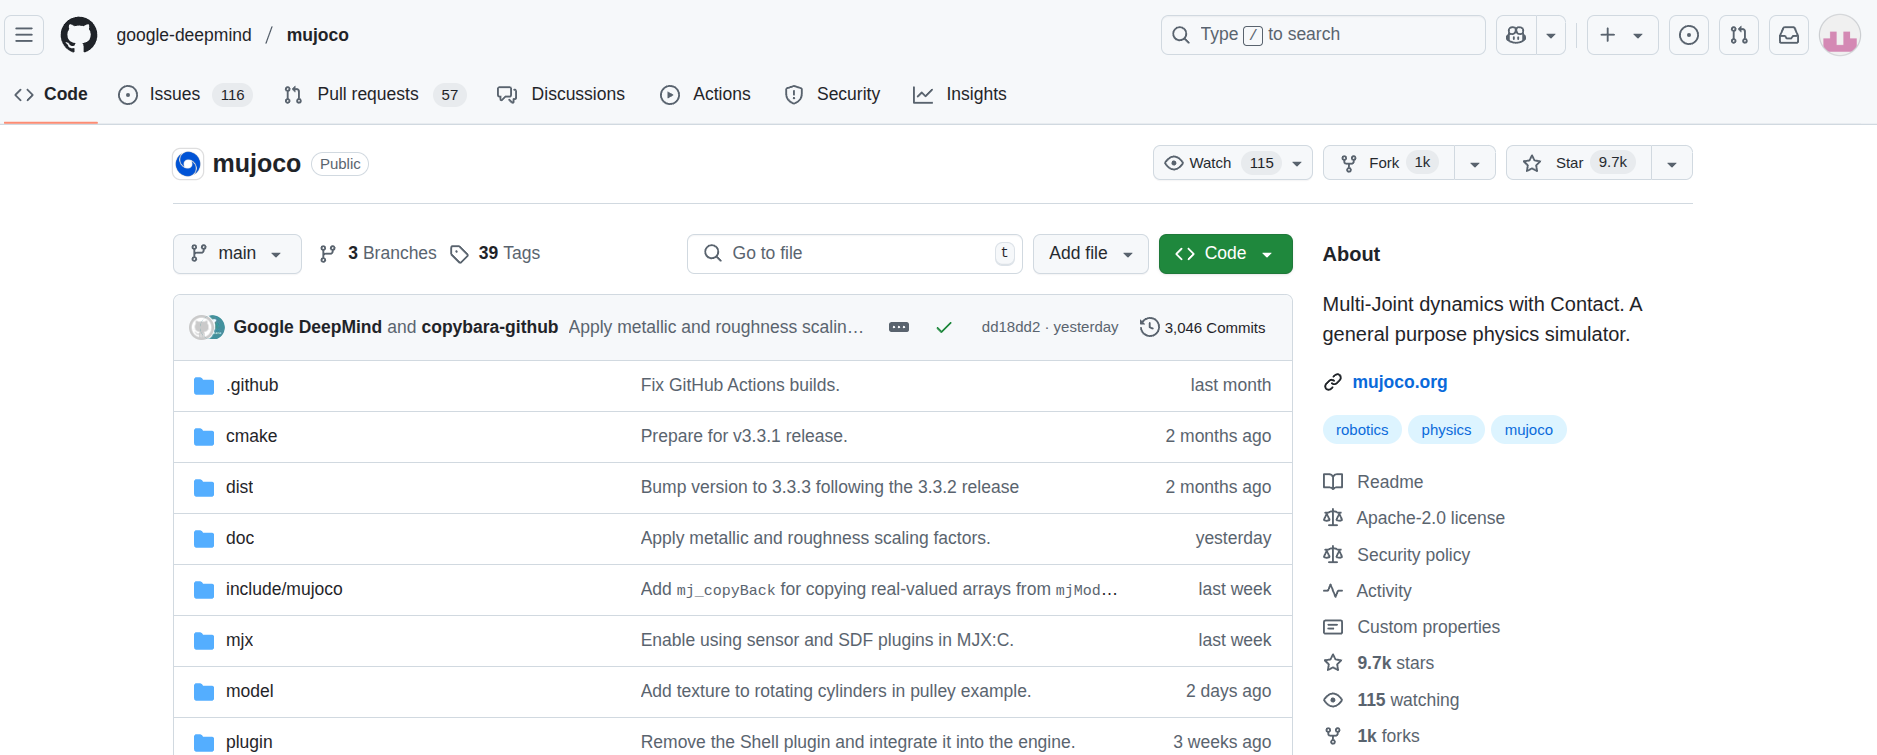 google-deepmind / mujoco
Type / to search
Code Issues 116 Pull requests 57 Discussions Actions Security Insights
mujoco Public
Watch 115 Fork 1k Star 9.7k
main 3 Branches 39 Tags
Go to file t Add file Code
Google DeepMind and copybara-github Apply metallic and roughness scalin… dd18dd2 · yesterday 3,046 Commits
.github Fix GitHub Actions builds. last month
cmake Prepare for v3.3.1 release. 2 months ago
dist Bump version to 3.3.3 following the 3.3.2 release 2 months ago
doc Apply metallic and roughness scaling factors. yesterday
include/mujoco Add mj_copyBack for copying real-valued arrays from mjMod… last week
mjx Enable using sensor and SDF plugins in MJX:C. last week
model Add texture to rotating cylinders in pulley example. 2 days ago
plugin Remove the Shell plugin and integrate it into the engine. 3 weeks ago
About
Multi-Joint dynamics with Contact. A
general purpose physics simulator.
mujoco.org
robotics physics mujoco
Readme
Apache-2.0 license
Security policy
Activity
Custom properties
9.7k stars
115 watching
1k forks